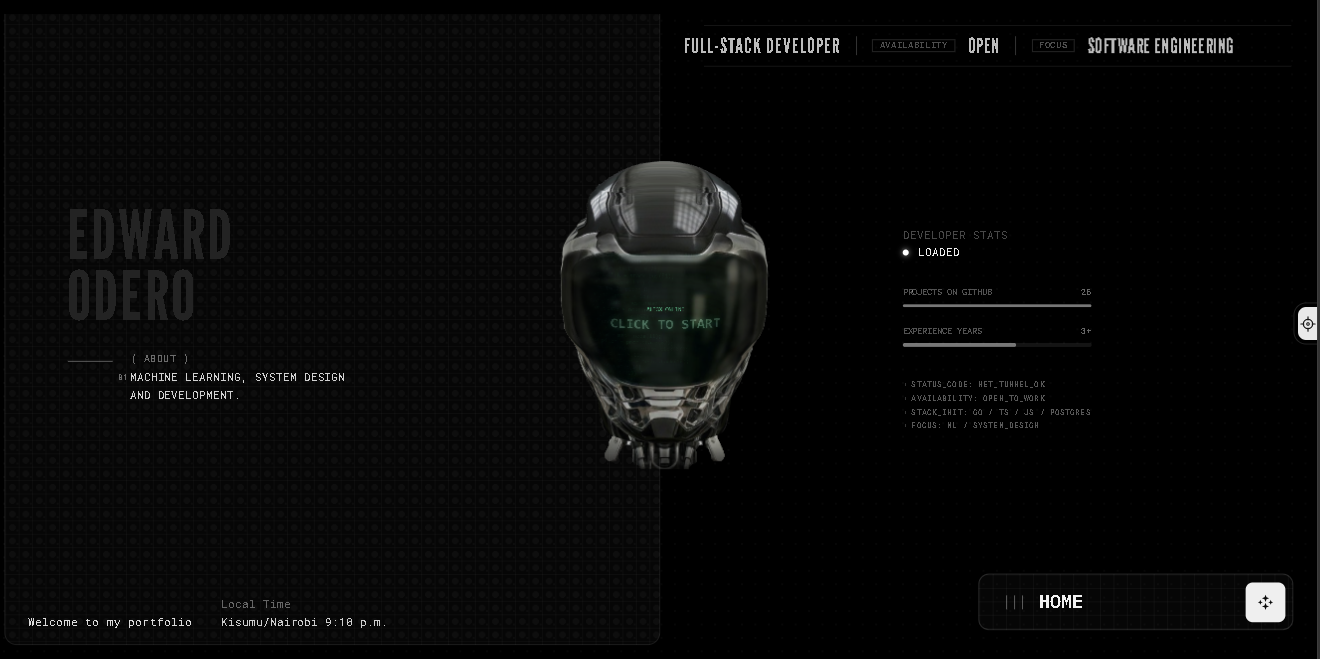 FULL-STACK DEVELOPER
AVAILABILITY
OPEN
FOCUS
SOFTWARE ENGINEERING
EDWARD
ODERO
( ABOUT )
01
MACHINE LEARNING, SYSTEM DESIGN
AND DEVELOPMENT.
CLICK TO START
DEVELOPER STATS
LOADED
PROJECTS ON GITHUB
EXPERIENCE YEARS 3+
› STATUS_CODE: NET_TUNNEL_OK
› AVAILABILITY: OPEN_TO_WORK
› STACK_INIT: GO / TS / JS / POSTGRES
› FOCUS: ML / SYSTEM_DESIGN
Local Time
Welcome to my portfolio
Kisumu/Nairobi 9:10 p.m.
HOME